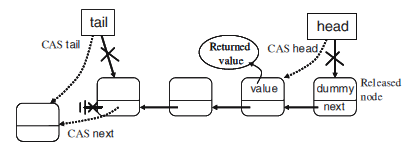 tail
head
CAS tail
Returned
value
CAS head
value
dummy
next
Released
node
CAS next